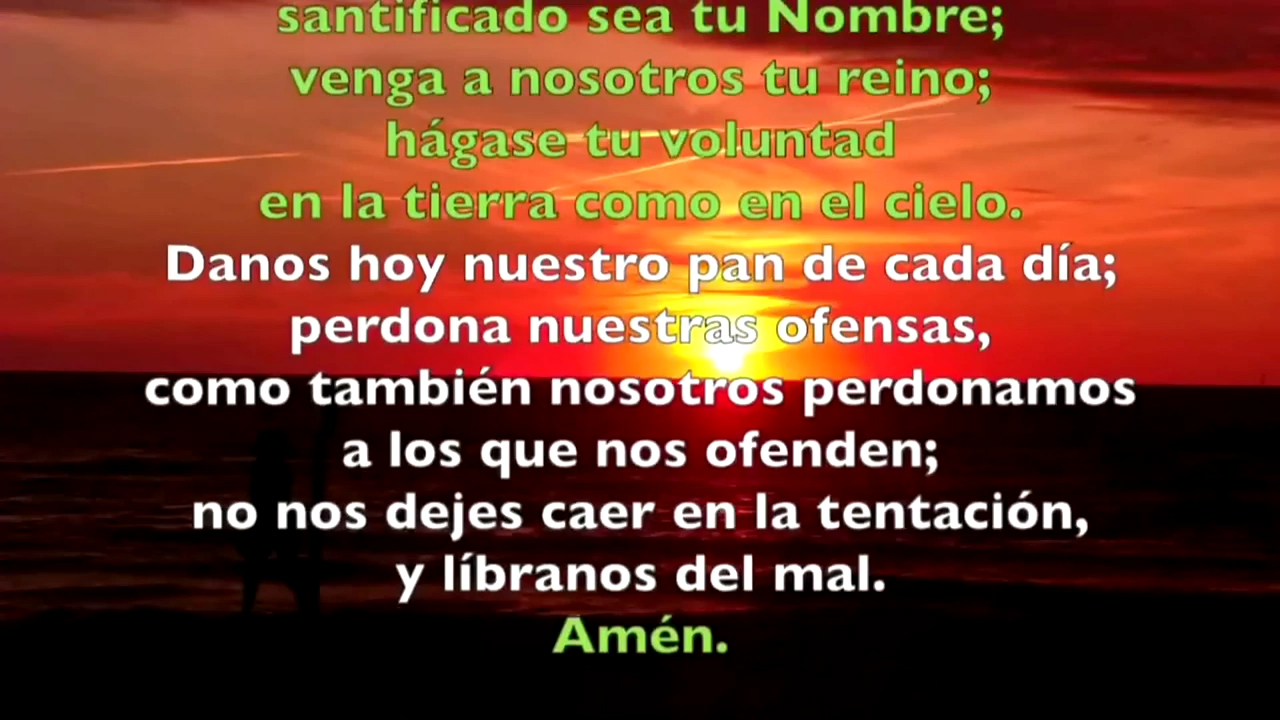 santificado sea tu Nombre;
venga a nosotros tu reino;
hágase tu voluntad
en la tierra como en el cielo.
Danos hoy nuestro pan de cada día;
perdona nuestras ofensas,
como también nosotros perdonamos
a los que nos ofenden;
no nos dejes caer en la tentación,
y líbranos del mal.
Amén.